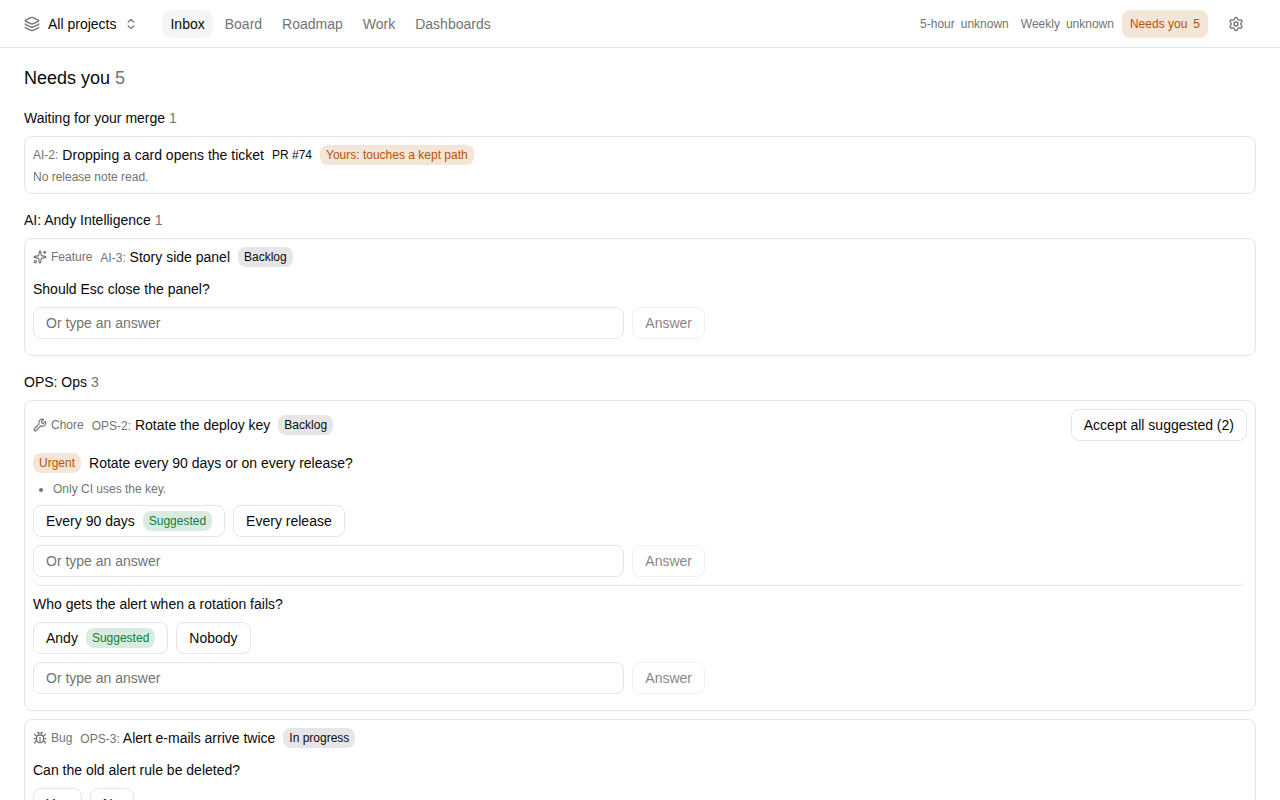 All projects Inbox Board Roadmap Work Dashboards 5-hour unknown Weekly unknown Needs you 5
Needs you 5
Waiting for your merge 1
AI-2: Dropping a card opens the ticket PR #74 Yours: touches a kept path
No release note read.
AI: Andy Intelligence 1
Feature AI-3: Story side panel Backlog
Should Esc close the panel?
Or type an answer Answer
OPS: Ops 3
Chore OPS-2: Rotate the deploy key Backlog Accept all suggested (2)
Urgent Rotate every 90 days or on every release?
• Only CI uses the key.
Every 90 days Suggested Every release
Or type an answer Answer
Who gets the alert when a rotation fails?
Andy Suggested Nobody
Or type an answer Answer
Bug OPS-3: Alert e-mails arrive twice In progress
Can the old alert rule be deleted?